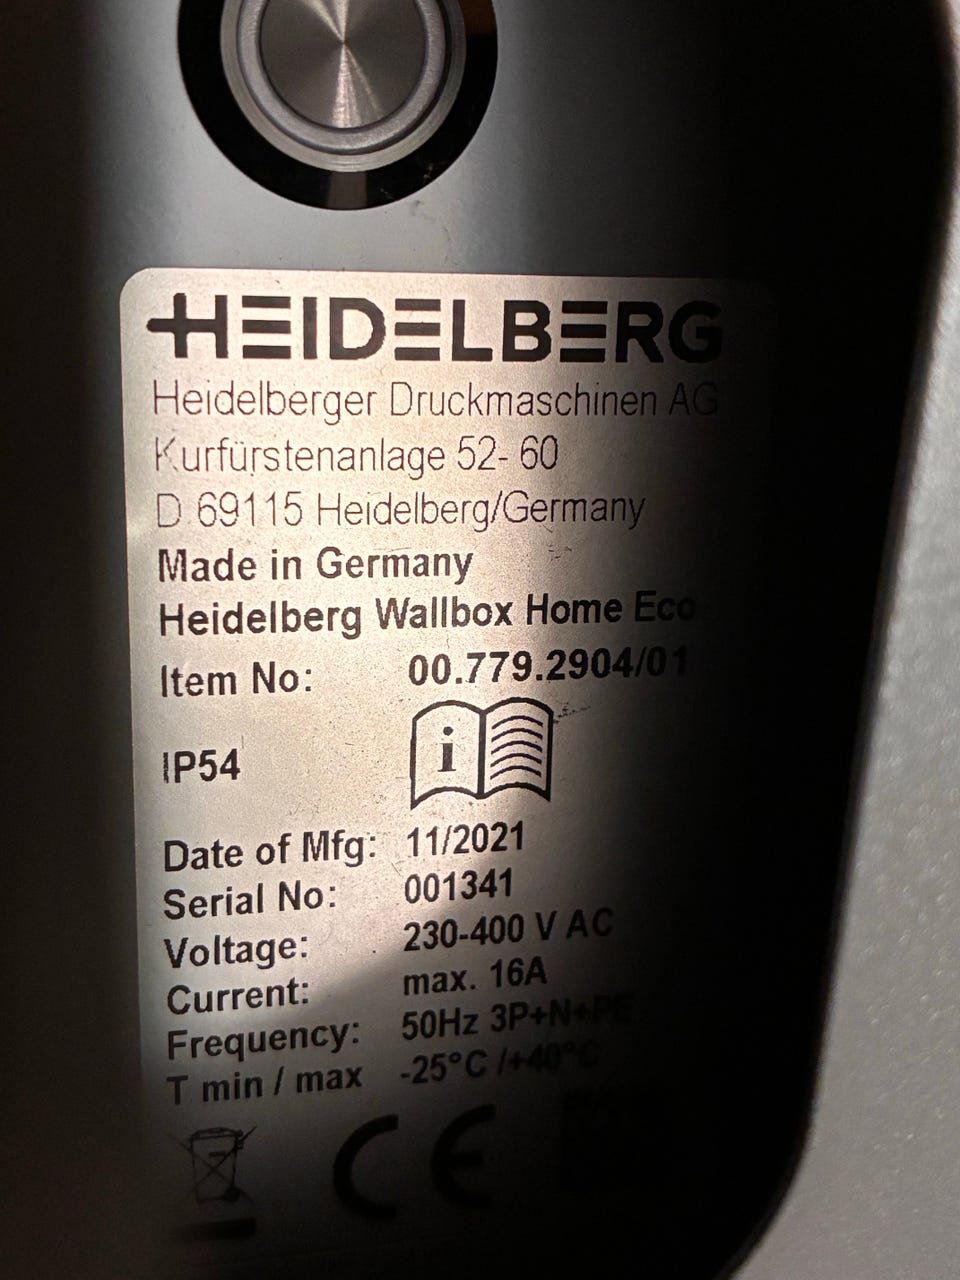 HEIDELBERG
Heidelberger Druckmaschinen AG
Kurfürstenanlage 52- 60
D 69115 Heidelberg/Germany
Made in Germany
Heidelberg Wallbox Home Eco
Item No: 00.779.2904/01
i
IP54
Date of Mfg: 11/2021
Serial No: 001341
Voltage: 230-400 V AC
Current: max. 16A
Frequency: 50Hz 3P+N+PE
T min / max -25°C /+40°C
CE